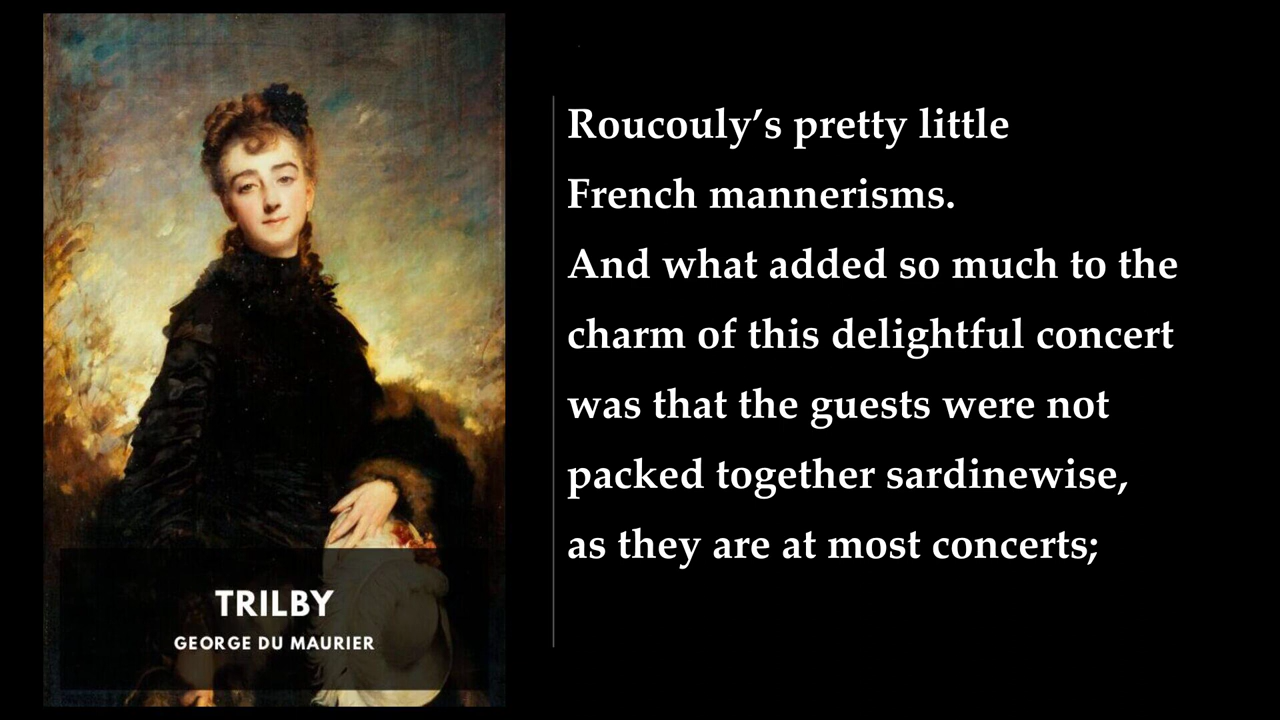 TRILBY
GEORGE DU MAURIER
Roucouly’s pretty little
French mannerisms.
And what added so much to the
charm of this delightful concert
was that the guests were not
packed together sardinewise,
as they are at most concerts;